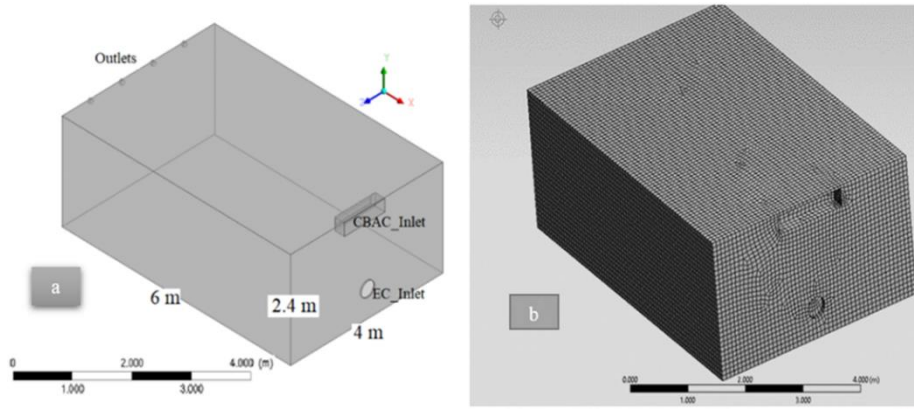 Outlets
Y
Z
X
CBAC_Inlet
a
EC_Inlet
6 m
2.4 m
4 m
0
2.000
4.000 (m)
1.000
3.000
b
0.000
2.000
4.000 (m)
1.000
3.000